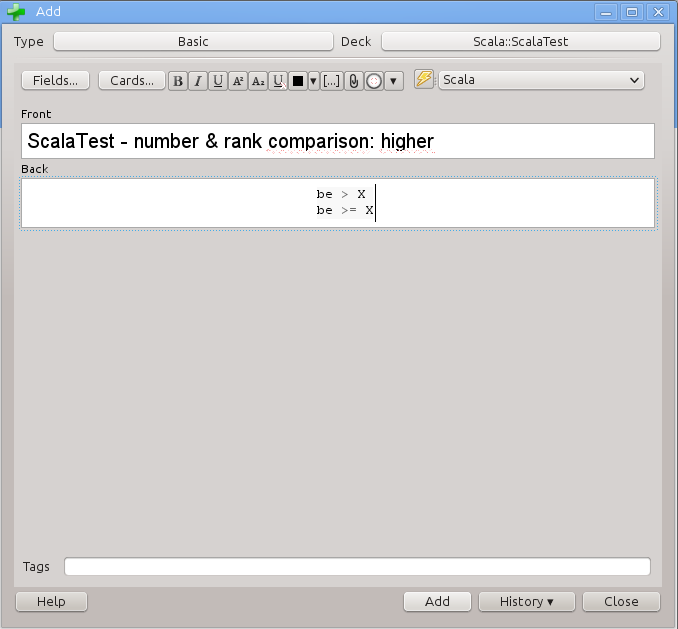 Add
Type Basic Deck Scala::ScalaTest
Fields... Cards... B I U A² A₂ U [...] Scala
Front
ScalaTest - number & rank comparison: higher
Back
be > X
be >= X
Tags
Help Add History ▾ Close